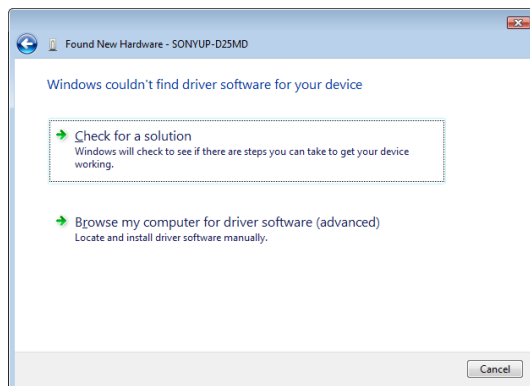 Found New Hardware - SONYUP-D25MD
Windows couldn't find driver software for your device
Check for a solution
Windows will check to see if there are steps you can take to get your device
working.
Browse my computer for driver software (advanced)
Locate and install driver software manually.
Cancel